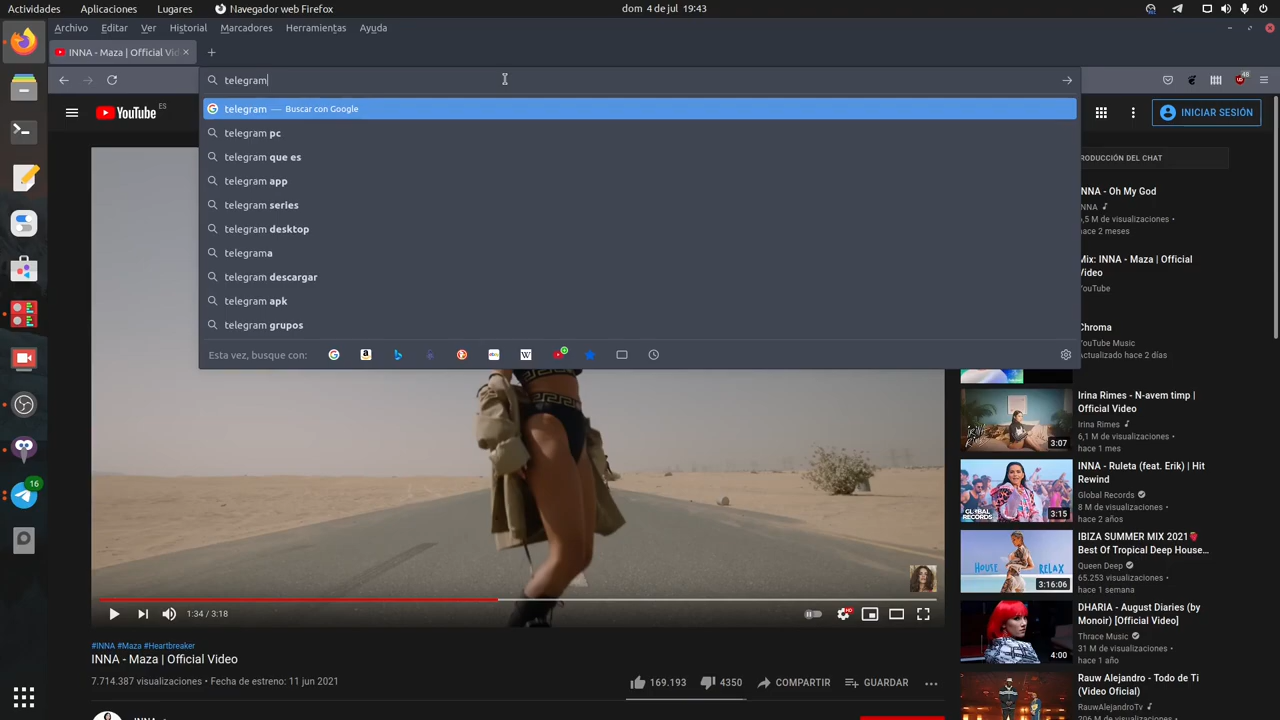 Actividades Aplicaciones Lugares Navegador web Firefox dom 4 de jul 19:43
Archivo Editar Ver Historial Marcadores Herramientas Ayuda
INNA - Maza | Official Vid
telegram
48
telegram — Buscar con Google
telegram pc
telegram que es
telegram app
telegram series
telegram desktop
telegrama
telegram descargar
telegram apk
telegram grupos
Esta vez, busque con:
YouTube ES
INICIAR SESIÓN
RODUCCIÓN DEL CHAT
INNA - Oh My God
INNA
6,5 M de visualizaciones •
hace 2 meses
Mix: INNA - Maza | Official
Video
YouTube
Chroma
YouTube Music
Actualizado hace 2 días
Irina Rimes - N-avem timp |
Official Video
Irina Rimes
6,1 M de visualizaciones •
hace 1 mes
3:07
INNA - Ruleta (feat. Erik) | Hit
Rewind
Global Records
8 M de visualizaciones •
hace 2 años
GLOBAL
RECORDS
3:15
IBIZA SUMMER MIX 2021
Best Of Tropical Deep House...
Queen Deep
65.253 visualizaciones •
hace 1 semana
HOUSE RELAX
3:16:06
DHARIA - August Diaries (by
Monoir) [Official Video]
Thrace Music
31 M de visualizaciones •
hace 1 año
4:00
Rauw Alejandro - Todo de Ti
(Video Oficial)
RauwAlejandroTv
16
1:34 / 3:18
HD
#INNA #Maza #Heartbreaker
INNA - Maza | Official Video
7.714.387 visualizaciones • Fecha de estreno: 11 jun 2021
169.193 4350 COMPARTIR GUARDAR